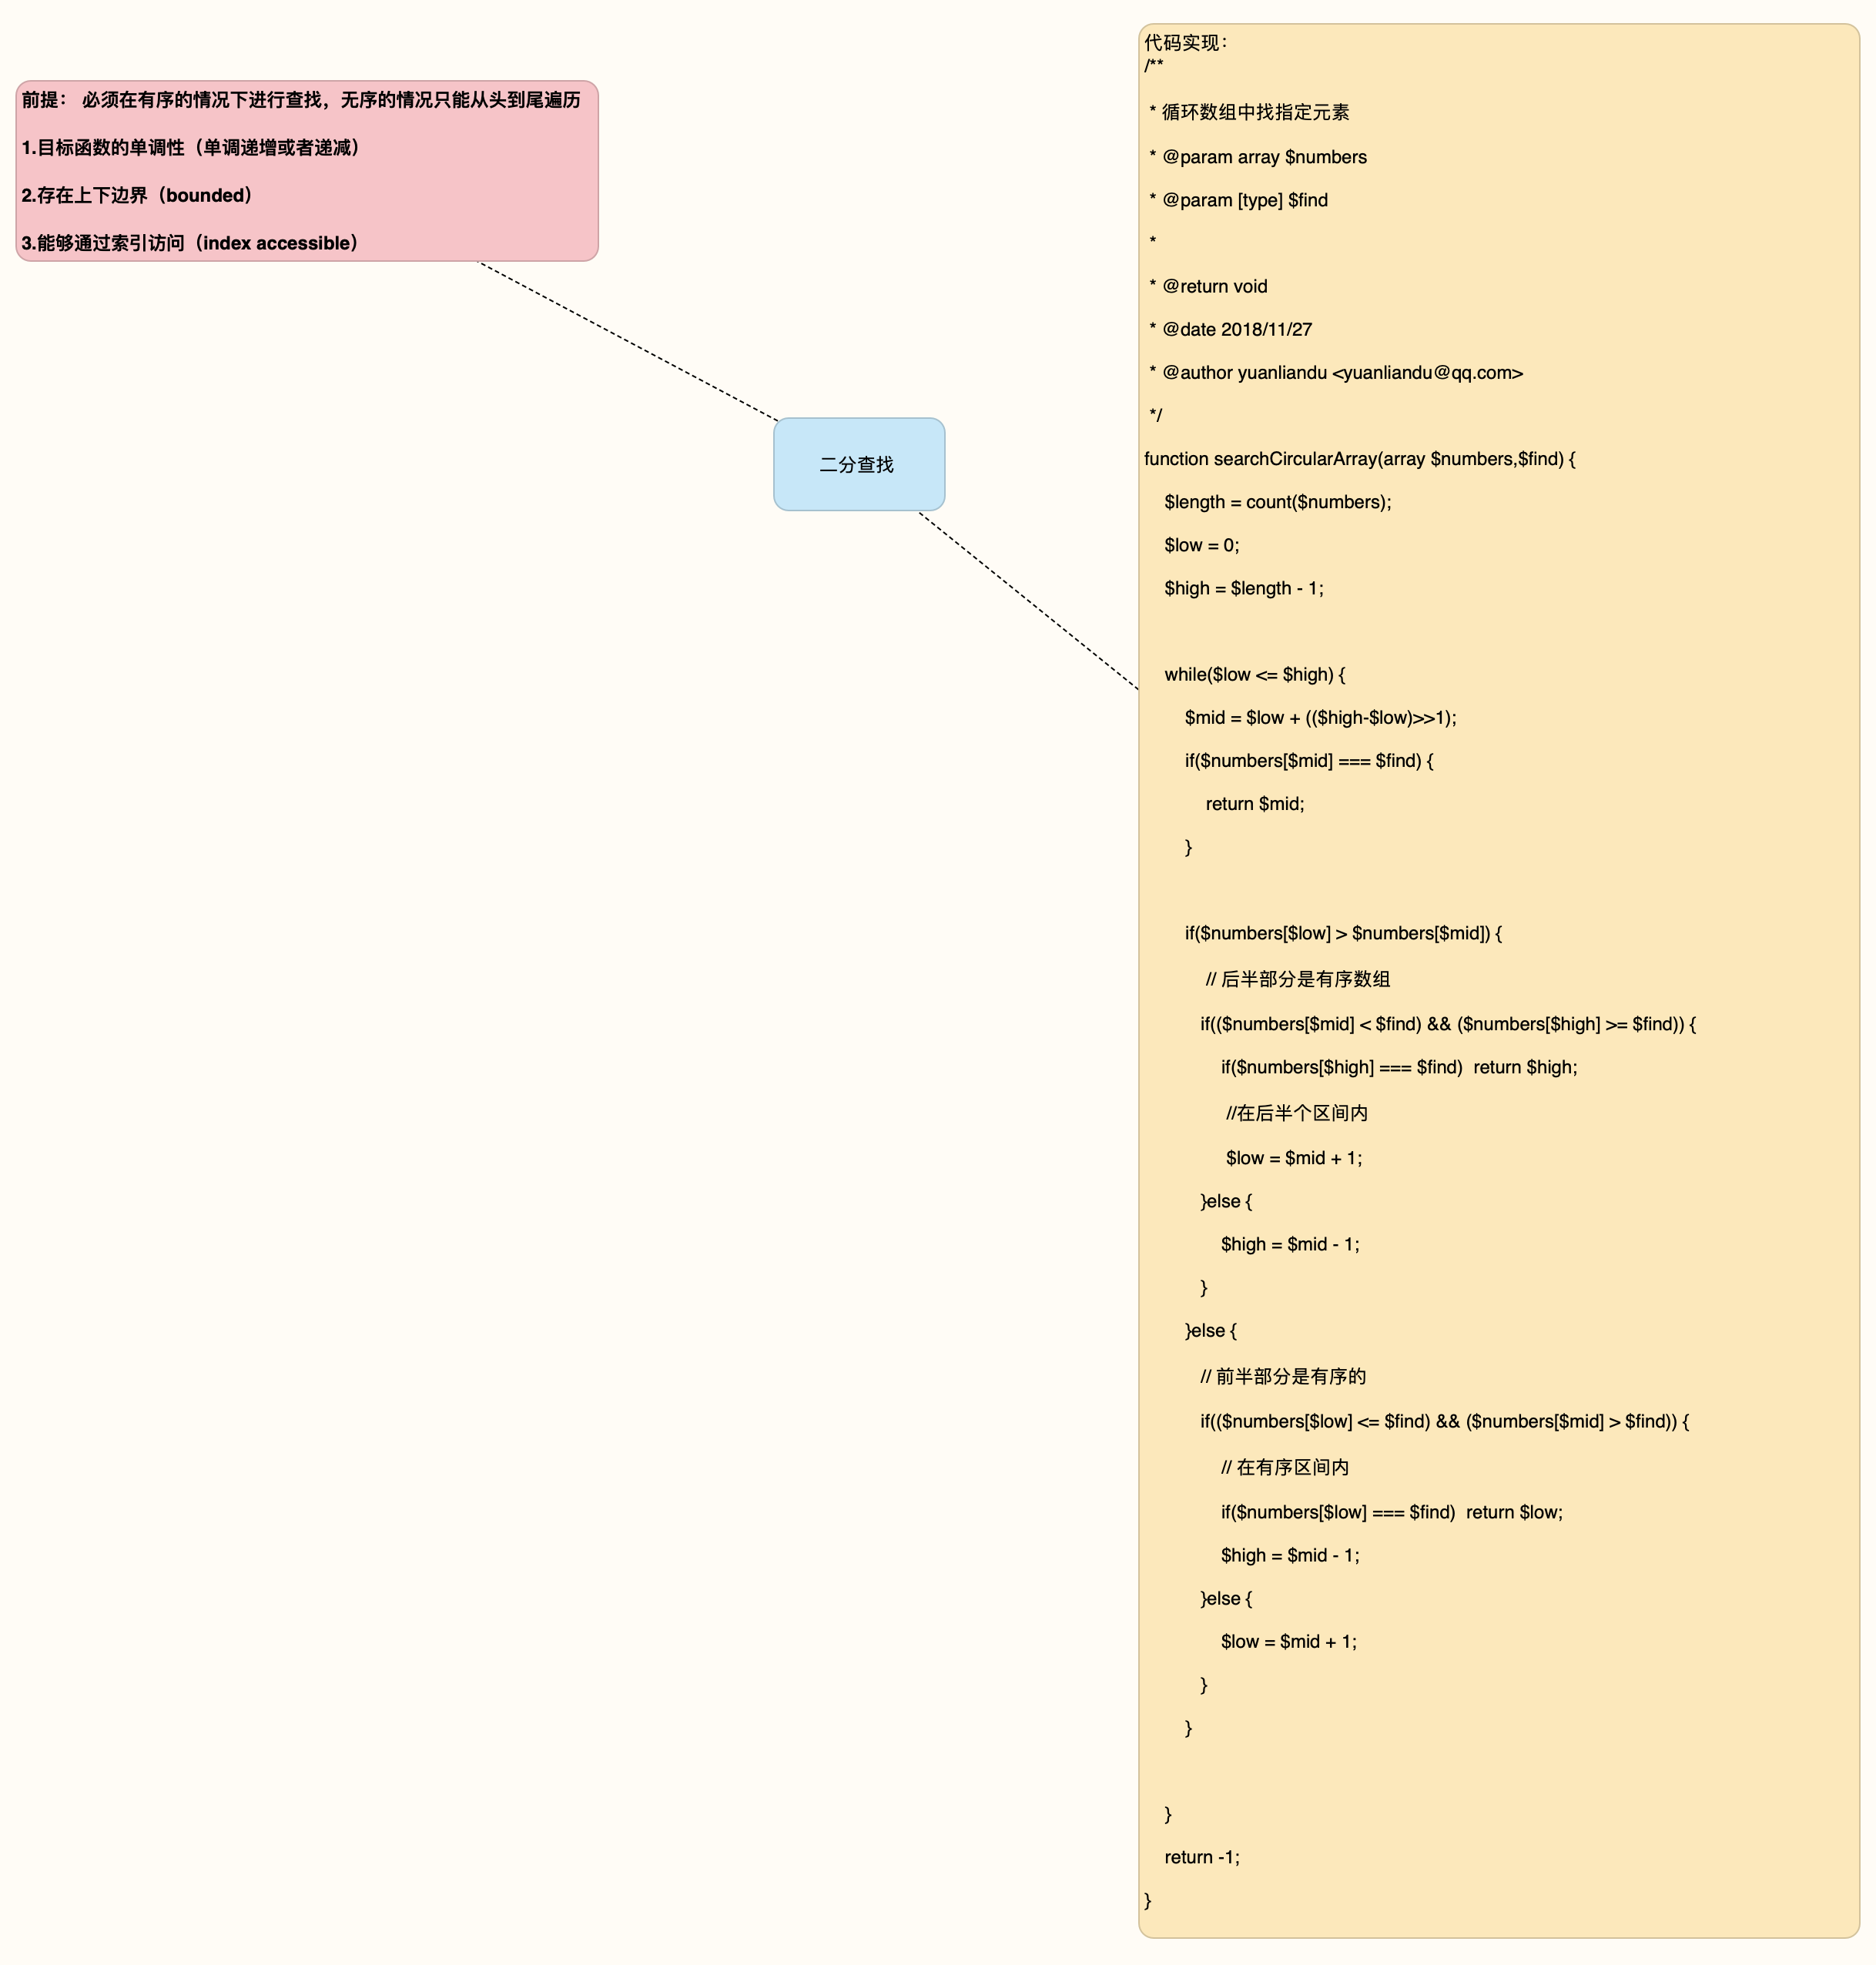 前提： 必须在有序的情况下进行查找，无序的情况只能从头到尾遍历
1.目标函数的单调性（单调递增或者递减）
2.存在上下边界（bounded）
3.能够通过索引访问（index accessible）
二分查找
代码实现：
/**
 * 循环数组中找指定元素
 * @param array $numbers
 * @param [type] $find
 *
 * @return void
 * @date 2018/11/27
 * @author yuanliandu <yuanliandu@qq.com>
 */
function searchCircularArray(array $numbers,$find) {
    $length = count($numbers);
    $low = 0;
    $high = $length - 1;
    while($low <= $high) {
        $mid = $low + (($high-$low)>>1);
        if($numbers[$mid] === $find) {
            return $mid;
        }
        if($numbers[$low] > $numbers[$mid]) {
            // 后半部分是有序数组
           if(($numbers[$mid] < $find) && ($numbers[$high] >= $find)) {
               if($numbers[$high] === $find)  return $high;
                //在后半个区间内
                $low = $mid + 1;
           }else {
               $high = $mid - 1;
           }
        }else {
           // 前半部分是有序的
           if(($numbers[$low] <= $find) && ($numbers[$mid] > $find)) {
               // 在有序区间内
               if($numbers[$low] === $find)  return $low;
               $high = $mid - 1;
           }else {
               $low = $mid + 1;
           }
        }
    }
    return -1;
}